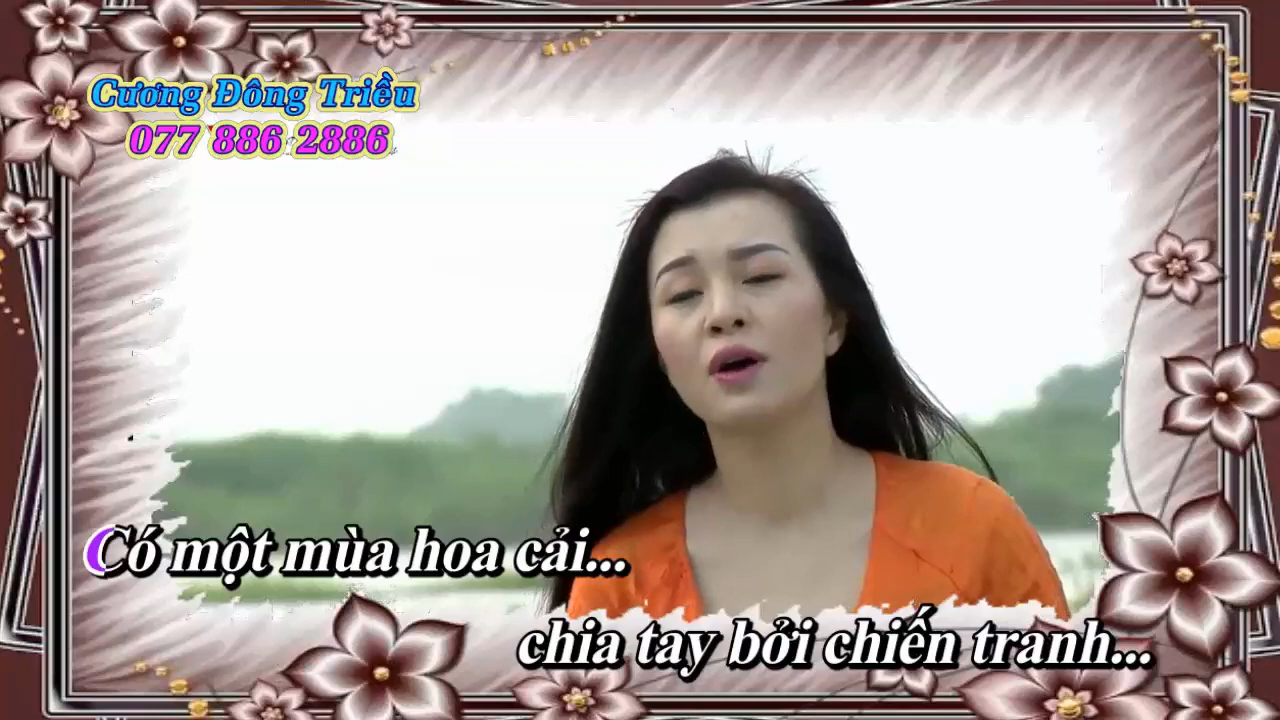 Cương Đông Triều
077 886 2886
Có một mùa hoa cải...
chia tay bởi chiến tranh...